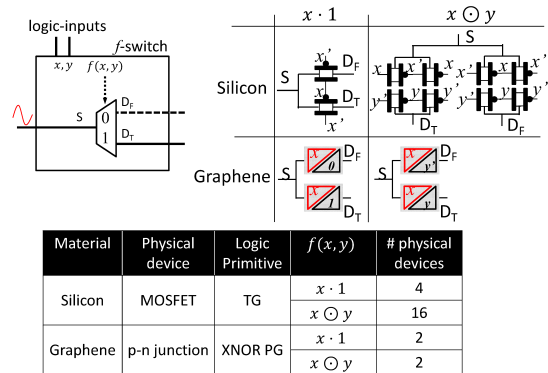 logic-inputs
f-switch
x, y
f(x, y)
S
0
1
D_F
D_T
x · 1
x ⊙ y
Silicon
S
x'
D_F
x
x
D_T
x'
S
x x' x' x
y' y y y'
D_T
x' x x x'
y' y' y y
D_F
Graphene
S
x 0 D_F
x 1 D_T
S
x y' D_F
x y D_T
Material Physical device Logic Primitive f(x, y) # physical devices
Silicon MOSFET TG x · 1 4
x ⊙ y 16
Graphene p-n junction XNOR PG x · 1 2
x ⊙ y 2